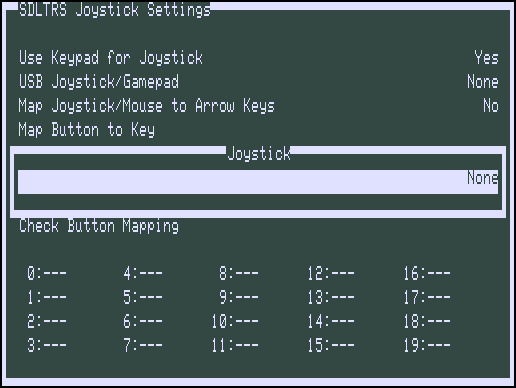 SDLTRS Joystick Settings
Use Keypad for Joystick Yes
USB Joystick/Gamepad None
Map Joystick/Mouse to Arrow Keys No
Map Button to Key
Joystick
None
Check Button Mapping
0:--- 4:--- 8:--- 12:--- 16:---
1:--- 5:--- 9:--- 13:--- 17:---
2:--- 6:--- 10:--- 14:--- 18:---
3:--- 7:--- 11:--- 15:--- 19:---